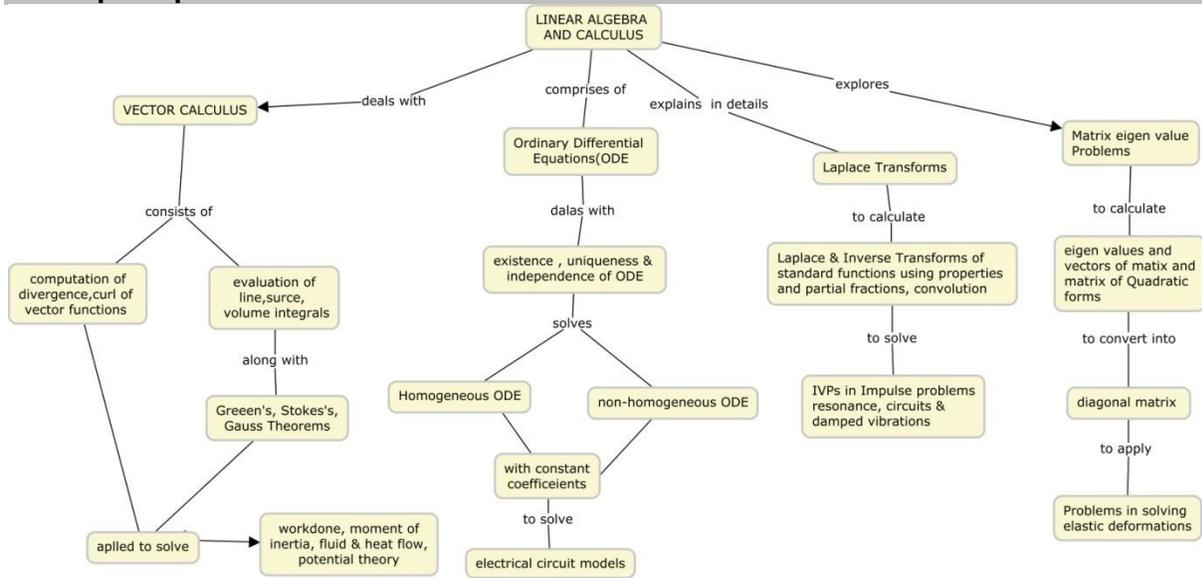 LINEAR ALGEBRA
AND CALCULUS
deals with
comprises of
explains in details
explores
VECTOR CALCULUS
consists of
computation of
divergence,curl of
vector functions
evaluation of
line,surce,
volume integrals
along with
Greeen's, Stokes's,
Gauss Theorems
aplled to solve
workdone, moment of
inertia, fluid & heat flow,
potential theory
Ordinary Differential
Equations(ODE
dalas with
existence , uniqueness &
independence of ODE
solves
Homogeneous ODE
non-homogeneous ODE
with constant
coefficeients
to solve
electrical circuit models
Laplace Transforms
to calculate
Laplace & Inverse Transforms of
standard functions using properties
and partial fractions, convolution
to solve
IVPs in Impulse problems
resonance, circuits &
damped vibrations
Matrix eigen value
Problems
to calculate
eigen values and
vectors of matix and
matrix of Quadratic
forms
to convert into
diagonal matrix
to apply
Problems in solving
elastic deformations